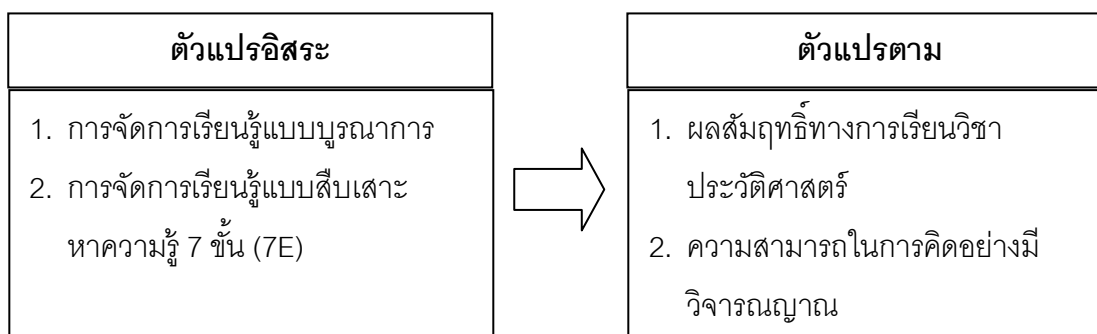 ตัวแปรอิสระ
1. การจัดการเรียนรู้แบบบูรณาการ
2. การจัดการเรียนรู้แบบสืบเสาะ
หาความรู้ 7 ขั้น (7E)
ตัวแปรตาม
1. ผลสัมฤทธิ์ทางการเรียนวิชา
ประวัติศาสตร์
2. ความสามารถในการคิดอย่างมี
วิจารณญาณ